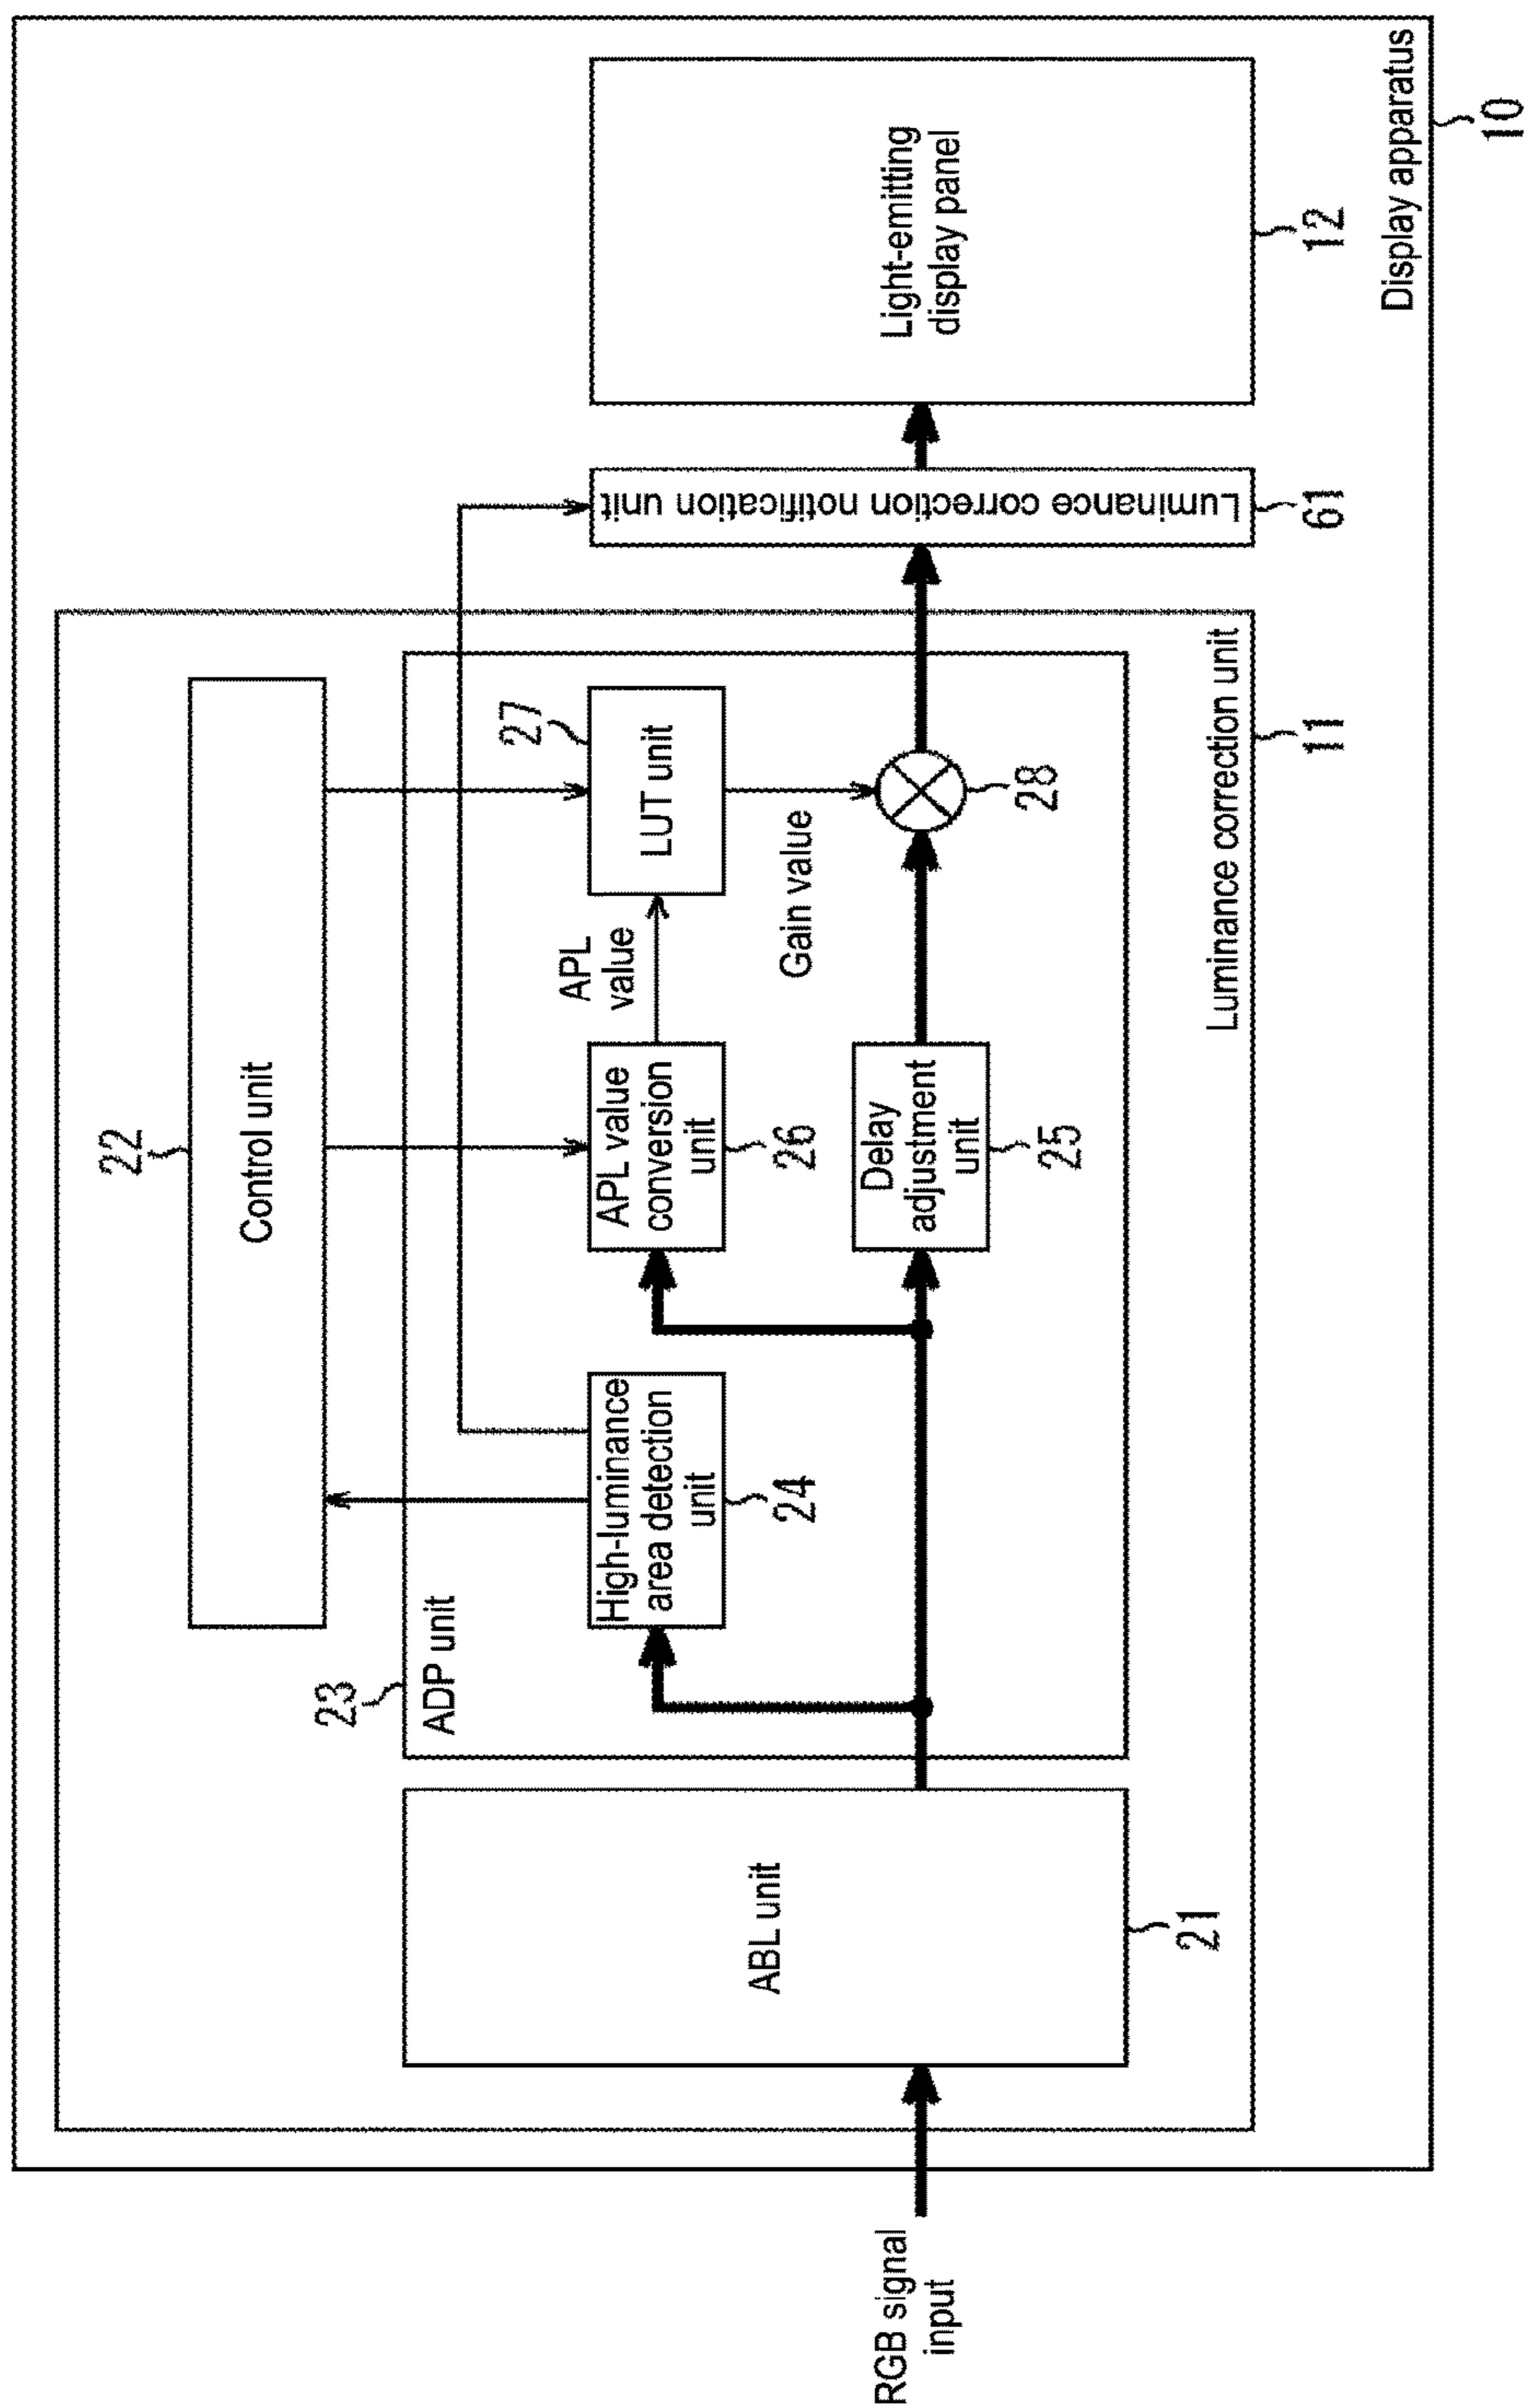 Display apparatus
10
Luminance correction unit
11
22
Control unit
23
ADP unit
27
LUT unit
APL
value
Gain value
28
High-luminance
area detection
unit
24
APL value
conversion
unit
26
Delay
adjustment
unit
25
ABL unit
21
RGB signal
input
Luminance correction notification unit
61
Light-emitting
display panel
12